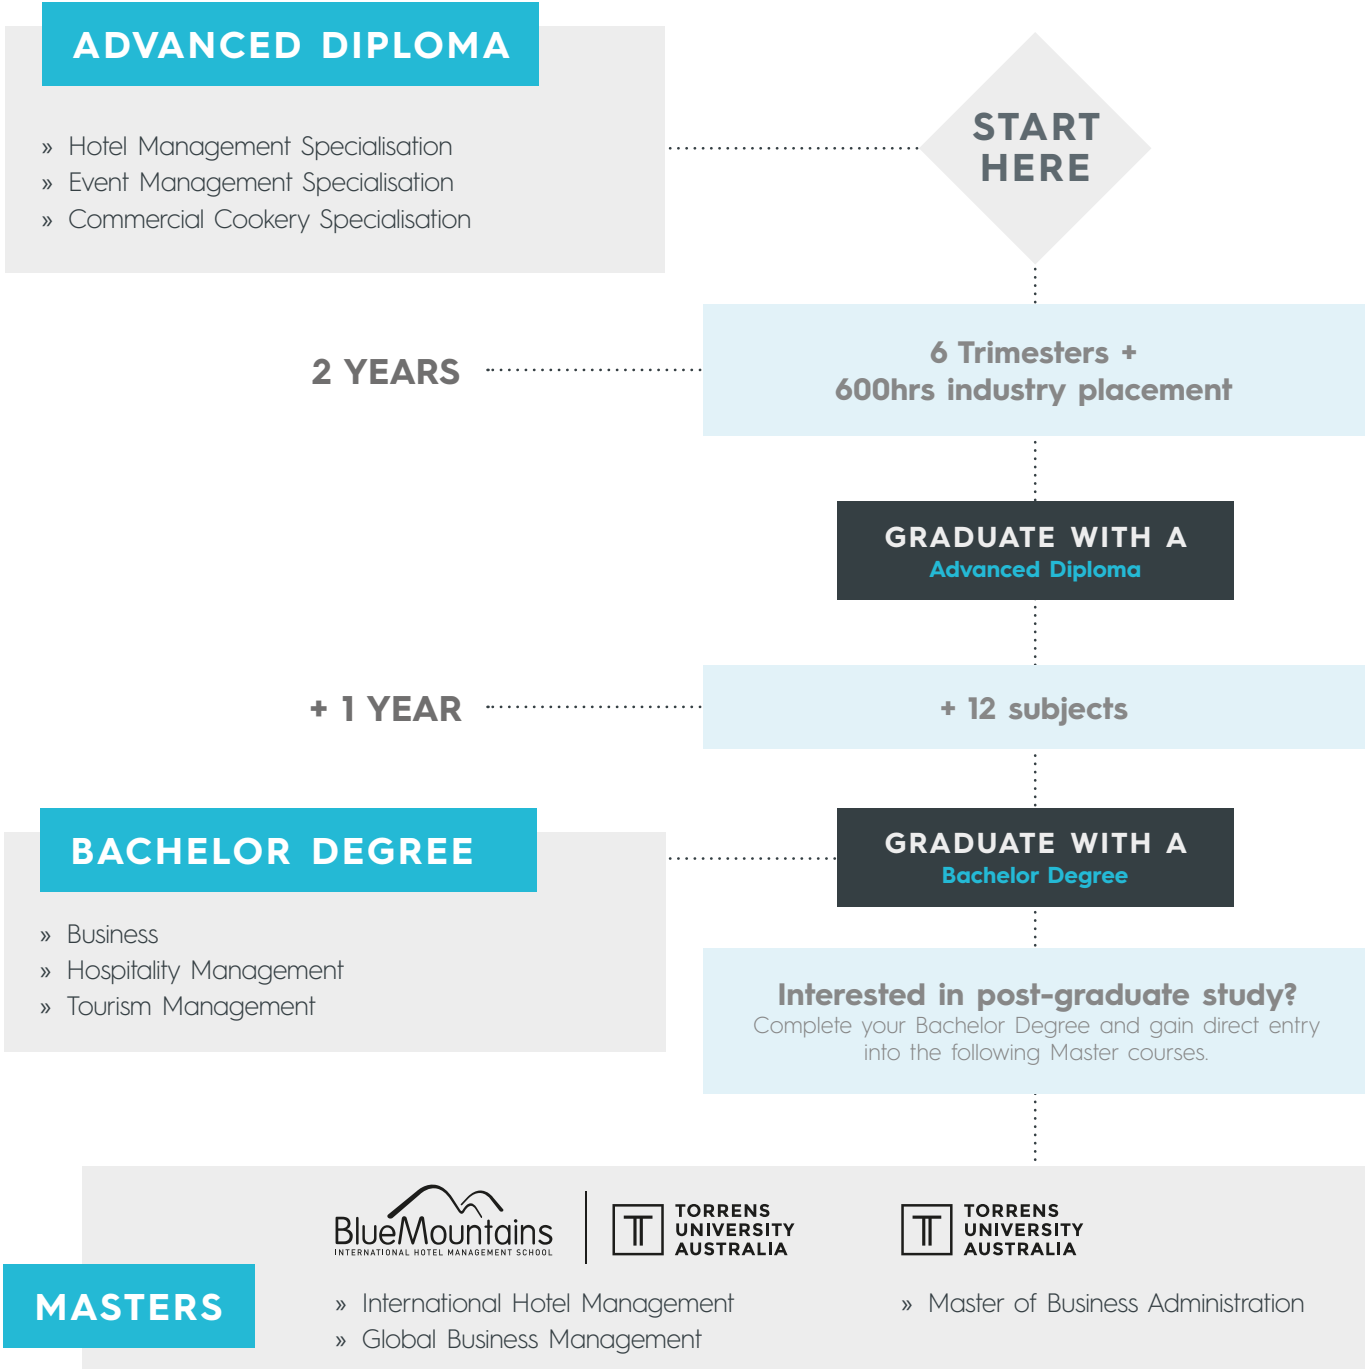 ADVANCED DIPLOMA
» Hotel Management Specialisation
» Event Management Specialisation
» Commercial Cookery Specialisation
START
HERE
2 YEARS
6 Trimesters +
600hrs industry placement
GRADUATE WITH A
Advanced Diploma
+ 1 YEAR
+ 12 subjects
BACHELOR DEGREE
» Business
» Hospitality Management
» Tourism Management
GRADUATE WITH A
Bachelor Degree
Interested in post-graduate study?
Complete your Bachelor Degree and gain direct entry
into the following Master courses.
MASTERS
BlueMountains
INTERNATIONAL HOTEL MANAGEMENT SCHOOL
TORRENS
UNIVERSITY
AUSTRALIA
» International Hotel Management
» Global Business Management
TORRENS
UNIVERSITY
AUSTRALIA
» Master of Business Administration